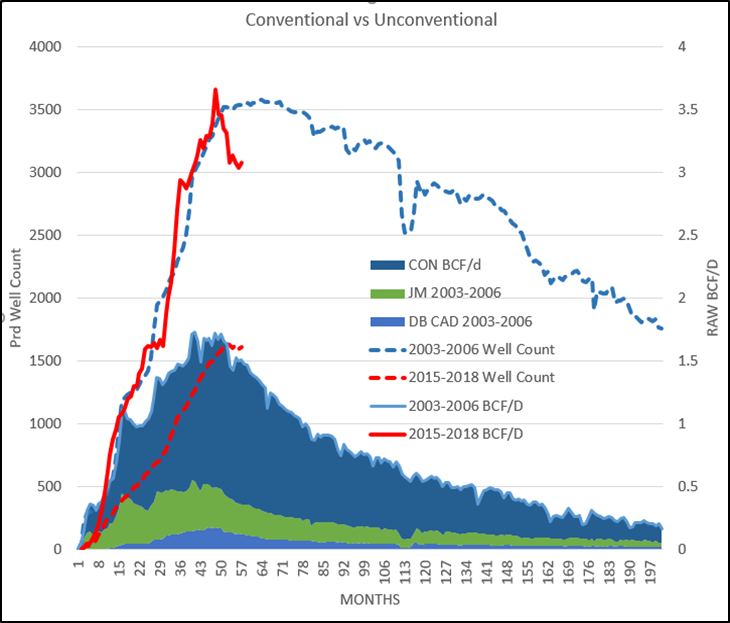 Conventional vs Unconventional
4000
3500
3000
2500
2000
1500
1000
500
0
Prd Well Count
4
3.5
3
2.5
2
1.5
1
0.5
0
RAW BCF/D
CON BCF/d
JM 2003-2006
DB CAD 2003-2006
2003-2006 Well Count
2015-2018 Well Count
2003-2006 BCF/D
2015-2018 BCF/D
1 8 15 22 29 36 43 50 57 64 71 78 85 92 99 106 113 120 127 134 141 148 155 162 169 176 183 190 197
MONTHS